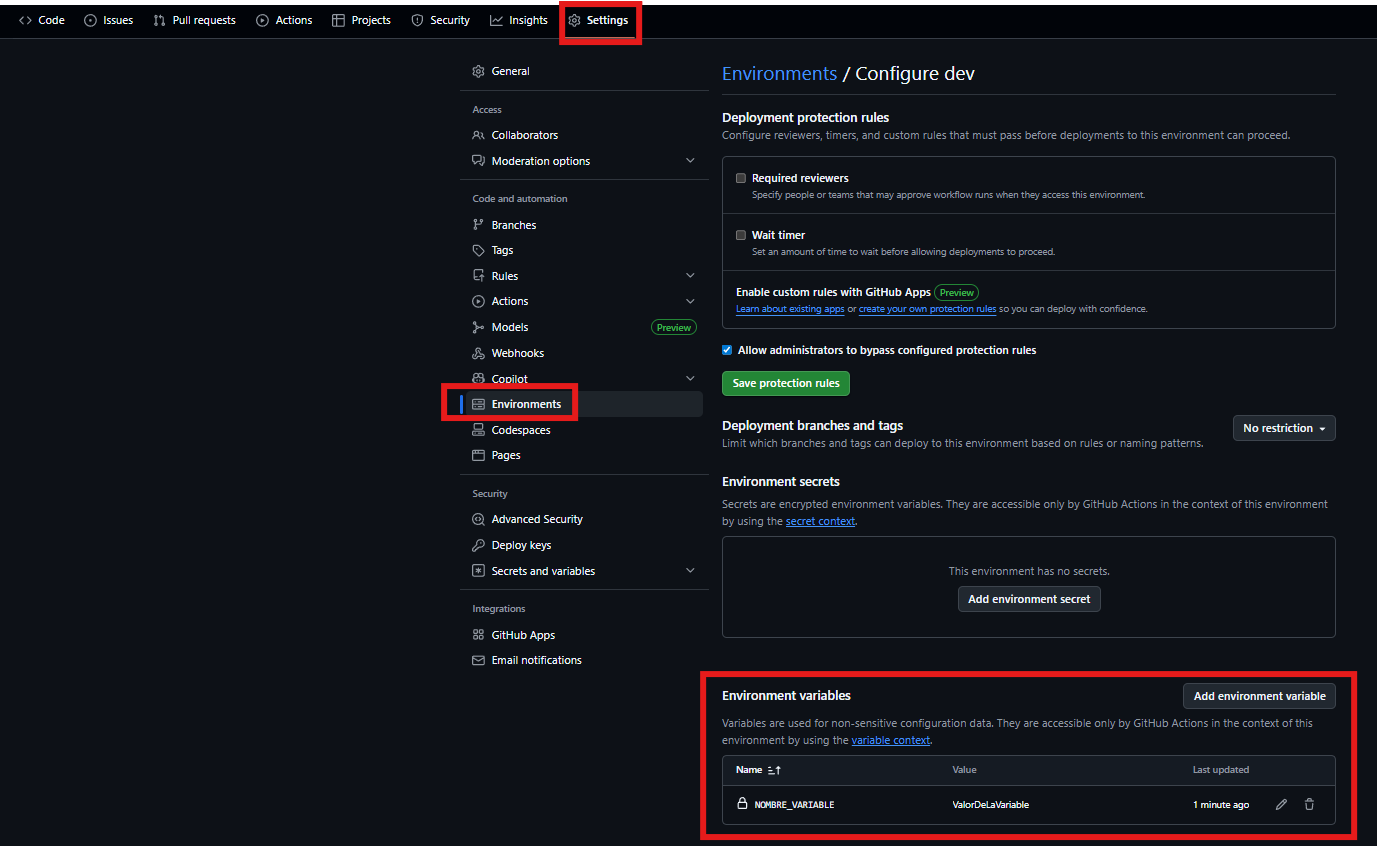 Code Issues Pull requests Actions Projects Security Insights Settings
General
Access
Collaborators
Moderation options
Code and automation
Branches
Tags
Rules
Actions
Models Preview
Webhooks
Copilot
Environments
Codespaces
Pages
Security
Advanced Security
Deploy keys
Secrets and variables
Integrations
GitHub Apps
Email notifications
Environments / Configure dev
Deployment protection rules
Configure reviewers, timers, and custom rules that must pass before deployments to this environment can proceed.
Required reviewers
Specify people or teams that may approve workflow runs when they access this environment.
Wait timer
Set an amount of time to wait before allowing deployments to proceed.
Enable custom rules with GitHub Apps Preview
Learn about existing apps or create your own protection rules so you can deploy with confidence.
Allow administrators to bypass configured protection rules
Save protection rules
Deployment branches and tags
Limit which branches and tags can deploy to this environment based on rules or naming patterns.
No restriction
Environment secrets
Secrets are encrypted environment variables. They are accessible only by GitHub Actions in the context of this environment
by using the secret context.
This environment has no secrets.
Add environment secret
Environment variables
Add environment variable
Variables are used for non-sensitive configuration data. They are accessible only by GitHub Actions in the context of this
environment by using the variable context.
Name Value Last updated
NOMBRE_VARIABLE ValorDeLaVariable 1 minute ago